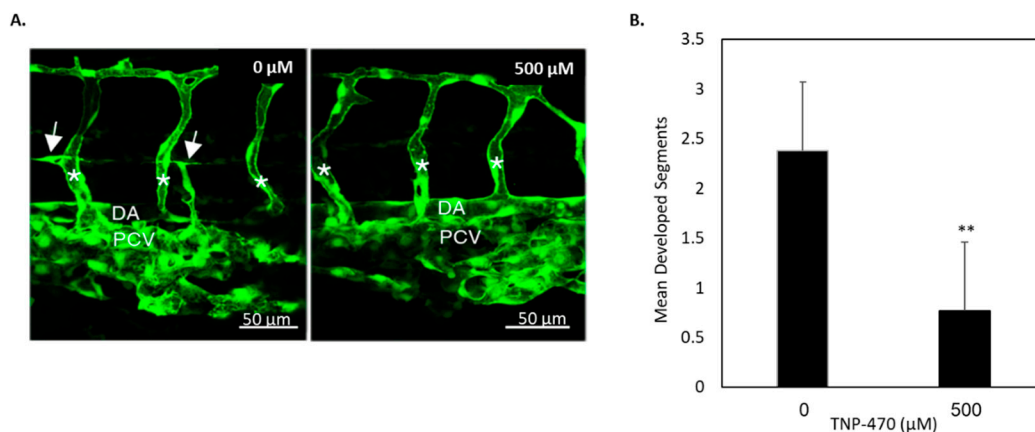 A.
0 µM
500 µM
*
*
*
*
*
*
DA
PCV
DA
PCV
50 µm
50 µm
B.
Mean Developed Segments
3.5
3
2.5
2
1.5
1
0.5
0
**
0
500
TNP-470 (µM)